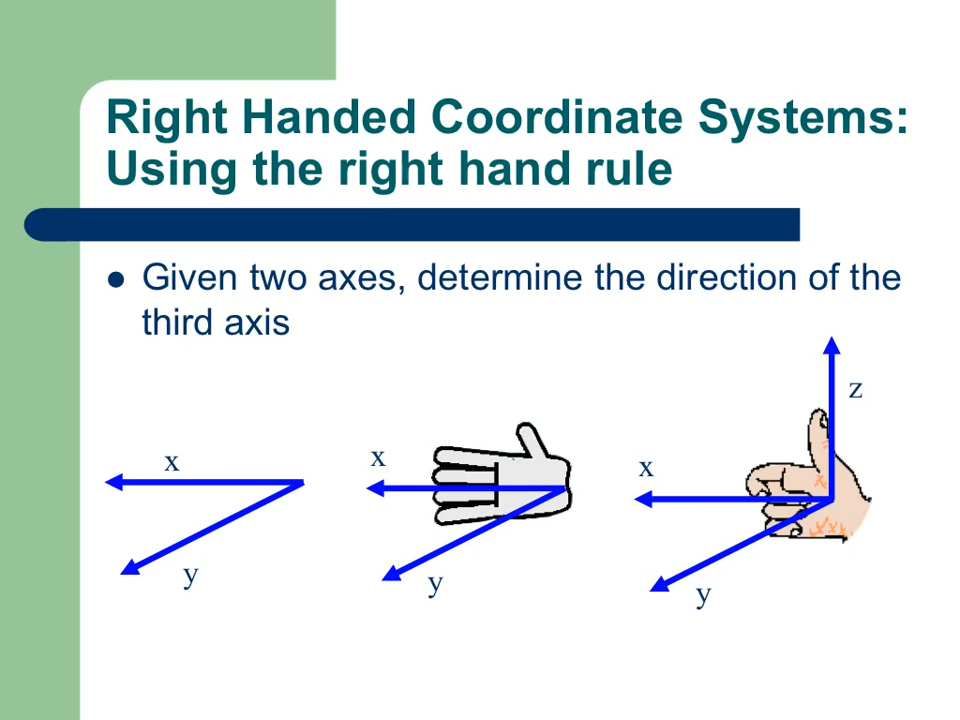 Right Handed Coordinate Systems:
Using the right hand rule
Given two axes, determine the direction of the
third axis
x
y
x
y
z
x
y